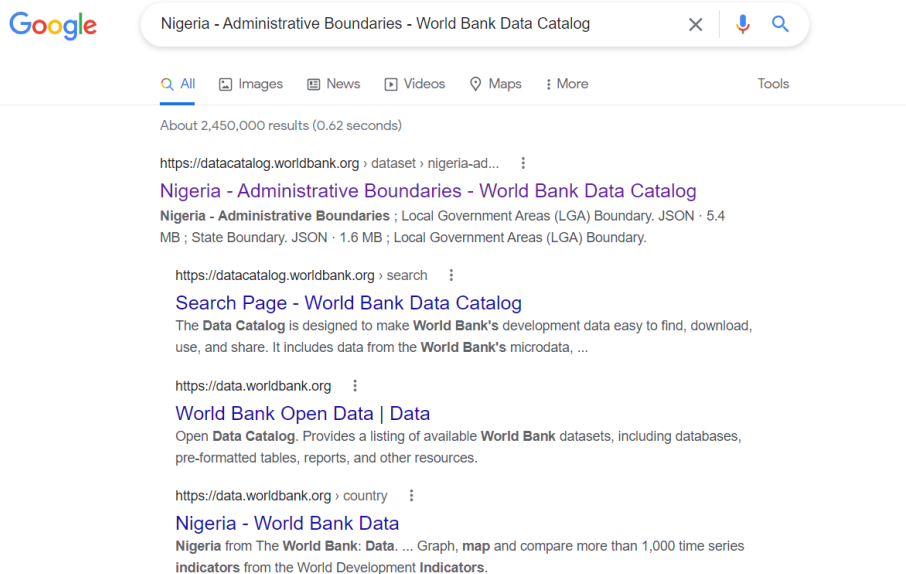 Google
Nigeria - Administrative Boundaries - World Bank Data Catalog
All Images News Videos Maps More Tools
About 2,450,000 results (0.62 seconds)
https://datacatalog.worldbank.org › dataset › nigeria-ad...
Nigeria - Administrative Boundaries - World Bank Data Catalog
Nigeria - Administrative Boundaries ; Local Government Areas (LGA) Boundary. JSON · 5.4
MB ; State Boundary. JSON · 1.6 MB ; Local Government Areas (LGA) Boundary.
https://datacatalog.worldbank.org › search
Search Page - World Bank Data Catalog
The Data Catalog is designed to make World Bank's development data easy to find, download,
use, and share. It includes data from the World Bank's microdata, ...
https://data.worldbank.org
World Bank Open Data | Data
Open Data Catalog. Provides a listing of available World Bank datasets, including databases,
pre-formatted tables, reports, and other resources.
https://data.worldbank.org › country
Nigeria - World Bank Data
Nigeria from The World Bank: Data. ... Graph, map and compare more than 1,000 time series
indicators from the World Development Indicators.